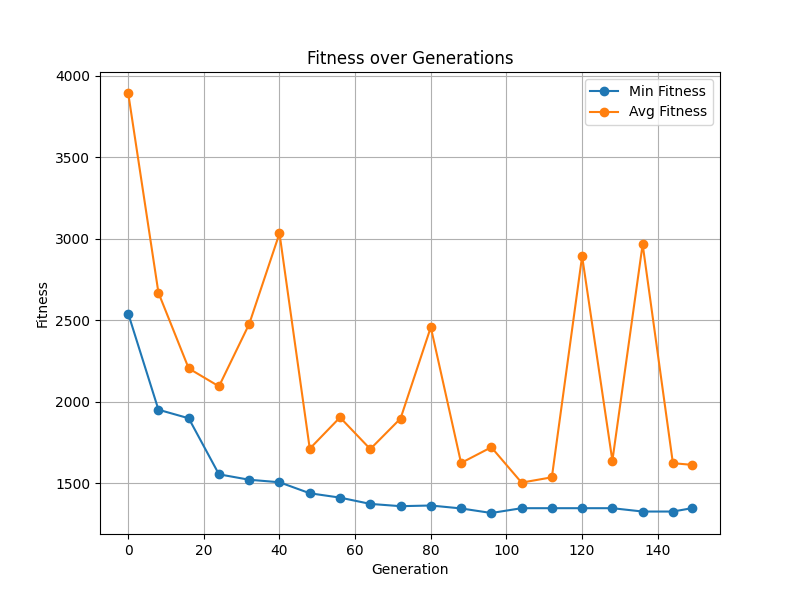 Fitness over Generations
4000
3500
3000
2500
2000
1500
Fitness
Min Fitness
Avg Fitness
0 20 40 60 80 100 120 140
Generation